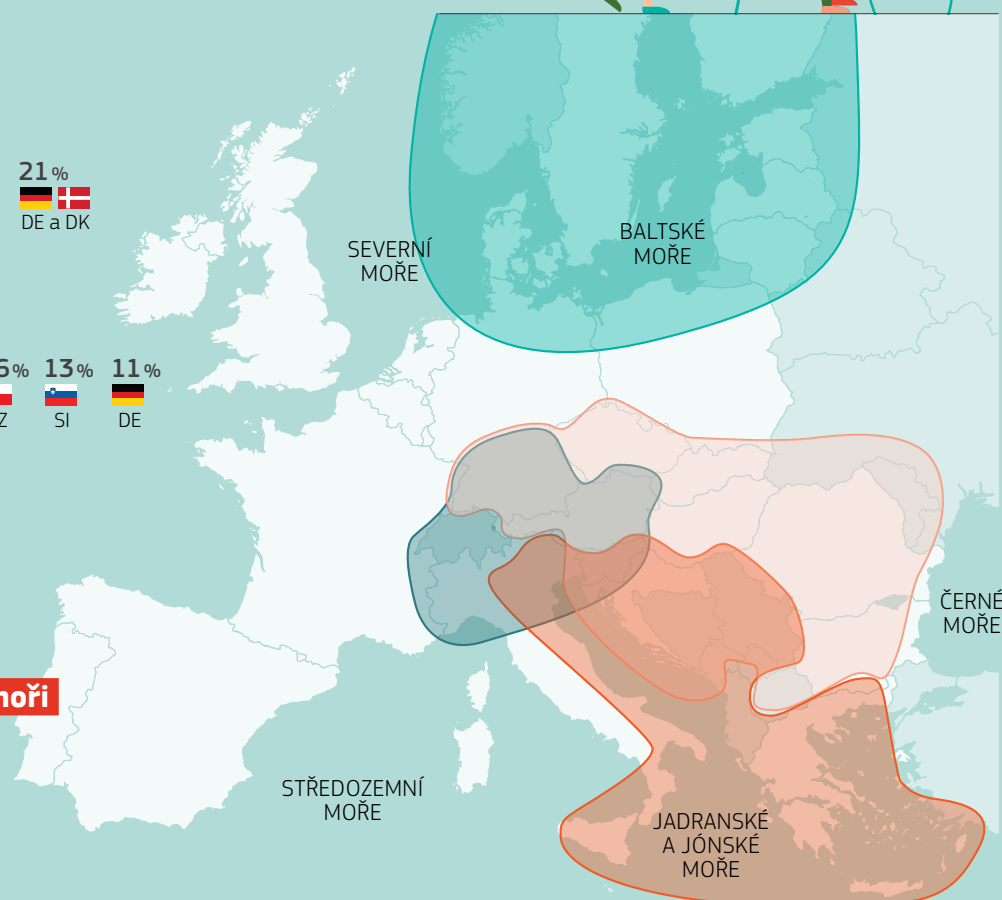 21 %
DE a DK
SEVERNÍ
MOŘE
BALTSKÉ
MOŘE
13 % 11 %
SI DE
ČERNÉ
MOŘE
STŘEDOZEMNÍ
MOŘE
JADRANSKÉ
A JÓNSKÉ
MOŘE